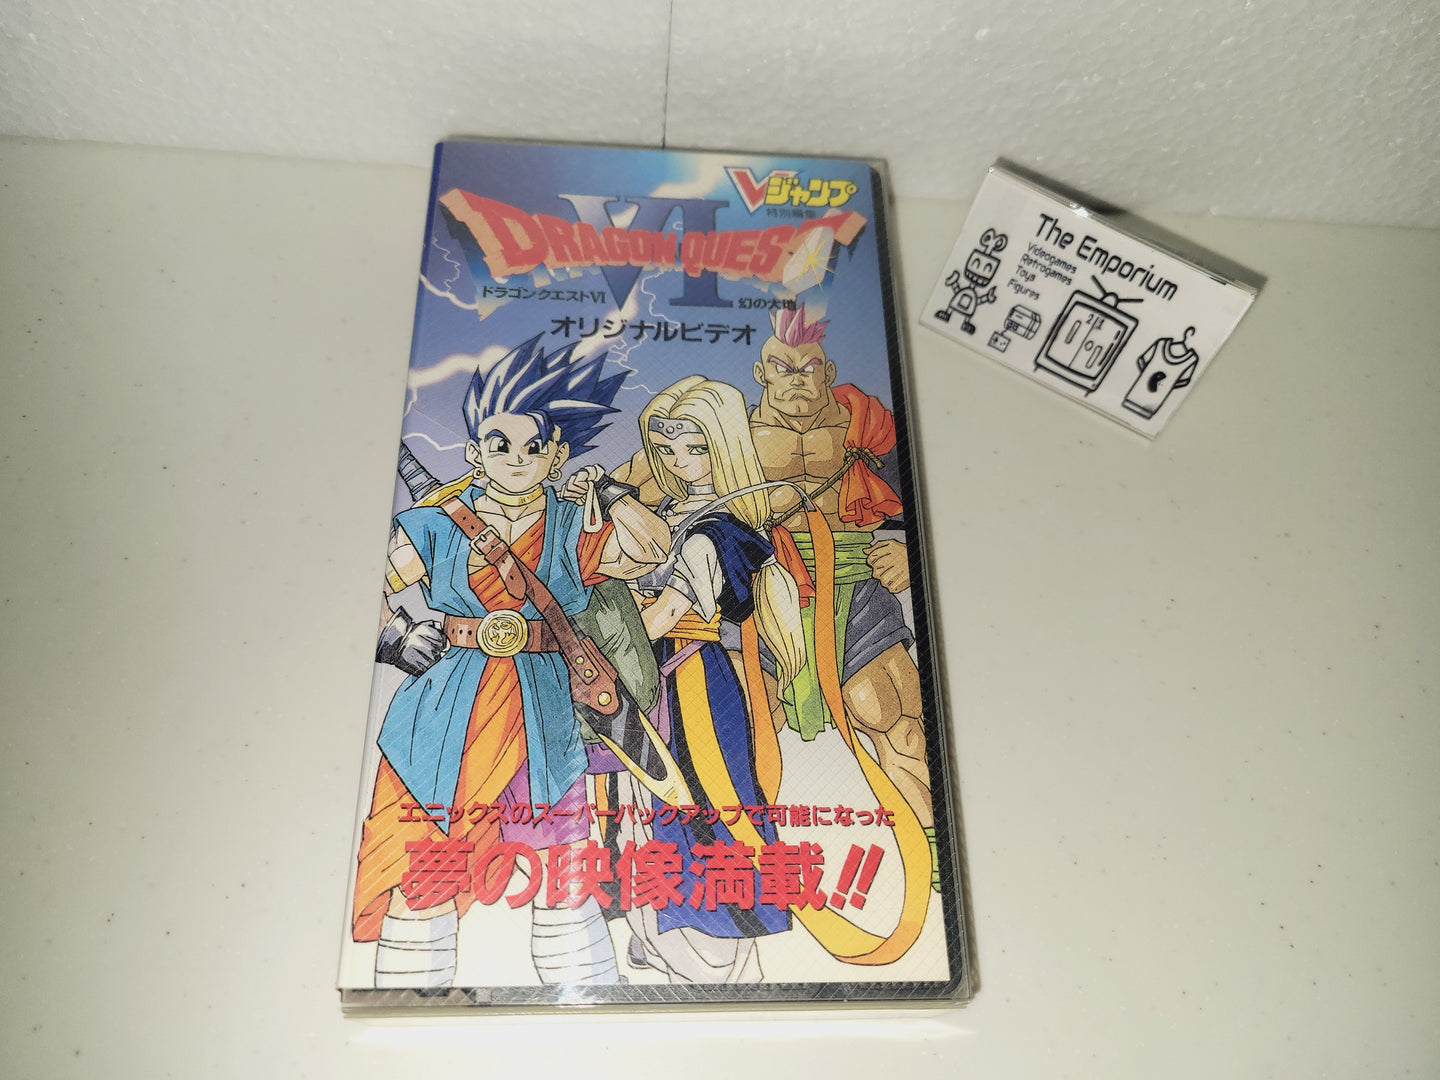 Vジャンプ
特別編集
DRAGON QUEST
VI
ドラゴンクエストVI 幻の大地
オリジナルビデオ
エニックスのスーパーバックアップで可能になった
夢の映像満載!!
The Emporium
Videogames
Retrogames
Toys
Figures